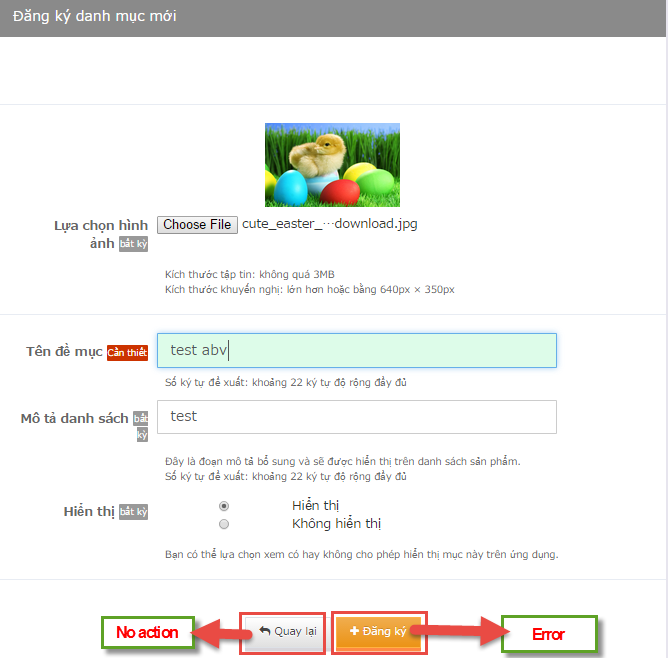 Đăng ký danh mục mới
Lựa chọn hình
ảnh bất kỳ
Choose File cute_easter_⋯download.jpg
Kích thước tập tin: không quá 3MB
Kích thước khuyến nghị: lớn hơn hoặc bằng 640px × 350px
Tên đề mục Cần thiết
test abv
Số ký tự đề xuất: khoảng 22 ký tự độ rộng đầy đủ
Mô tả danh sách bất
kỳ
test
Đây là đoạn mô tả bổ sung và sẽ được hiển thị trên danh sách sản phẩm.
Số ký tự đề xuất: khoảng 22 ký tự độ rộng đầy đủ
Hiển thị bất kỳ
Hiển thị
Không hiển thị
Bạn có thể lựa chọn xem có hay không cho phép hiển thị mục này trên ứng dụng.
No action
Quay lại
+ Đăng ký
Error